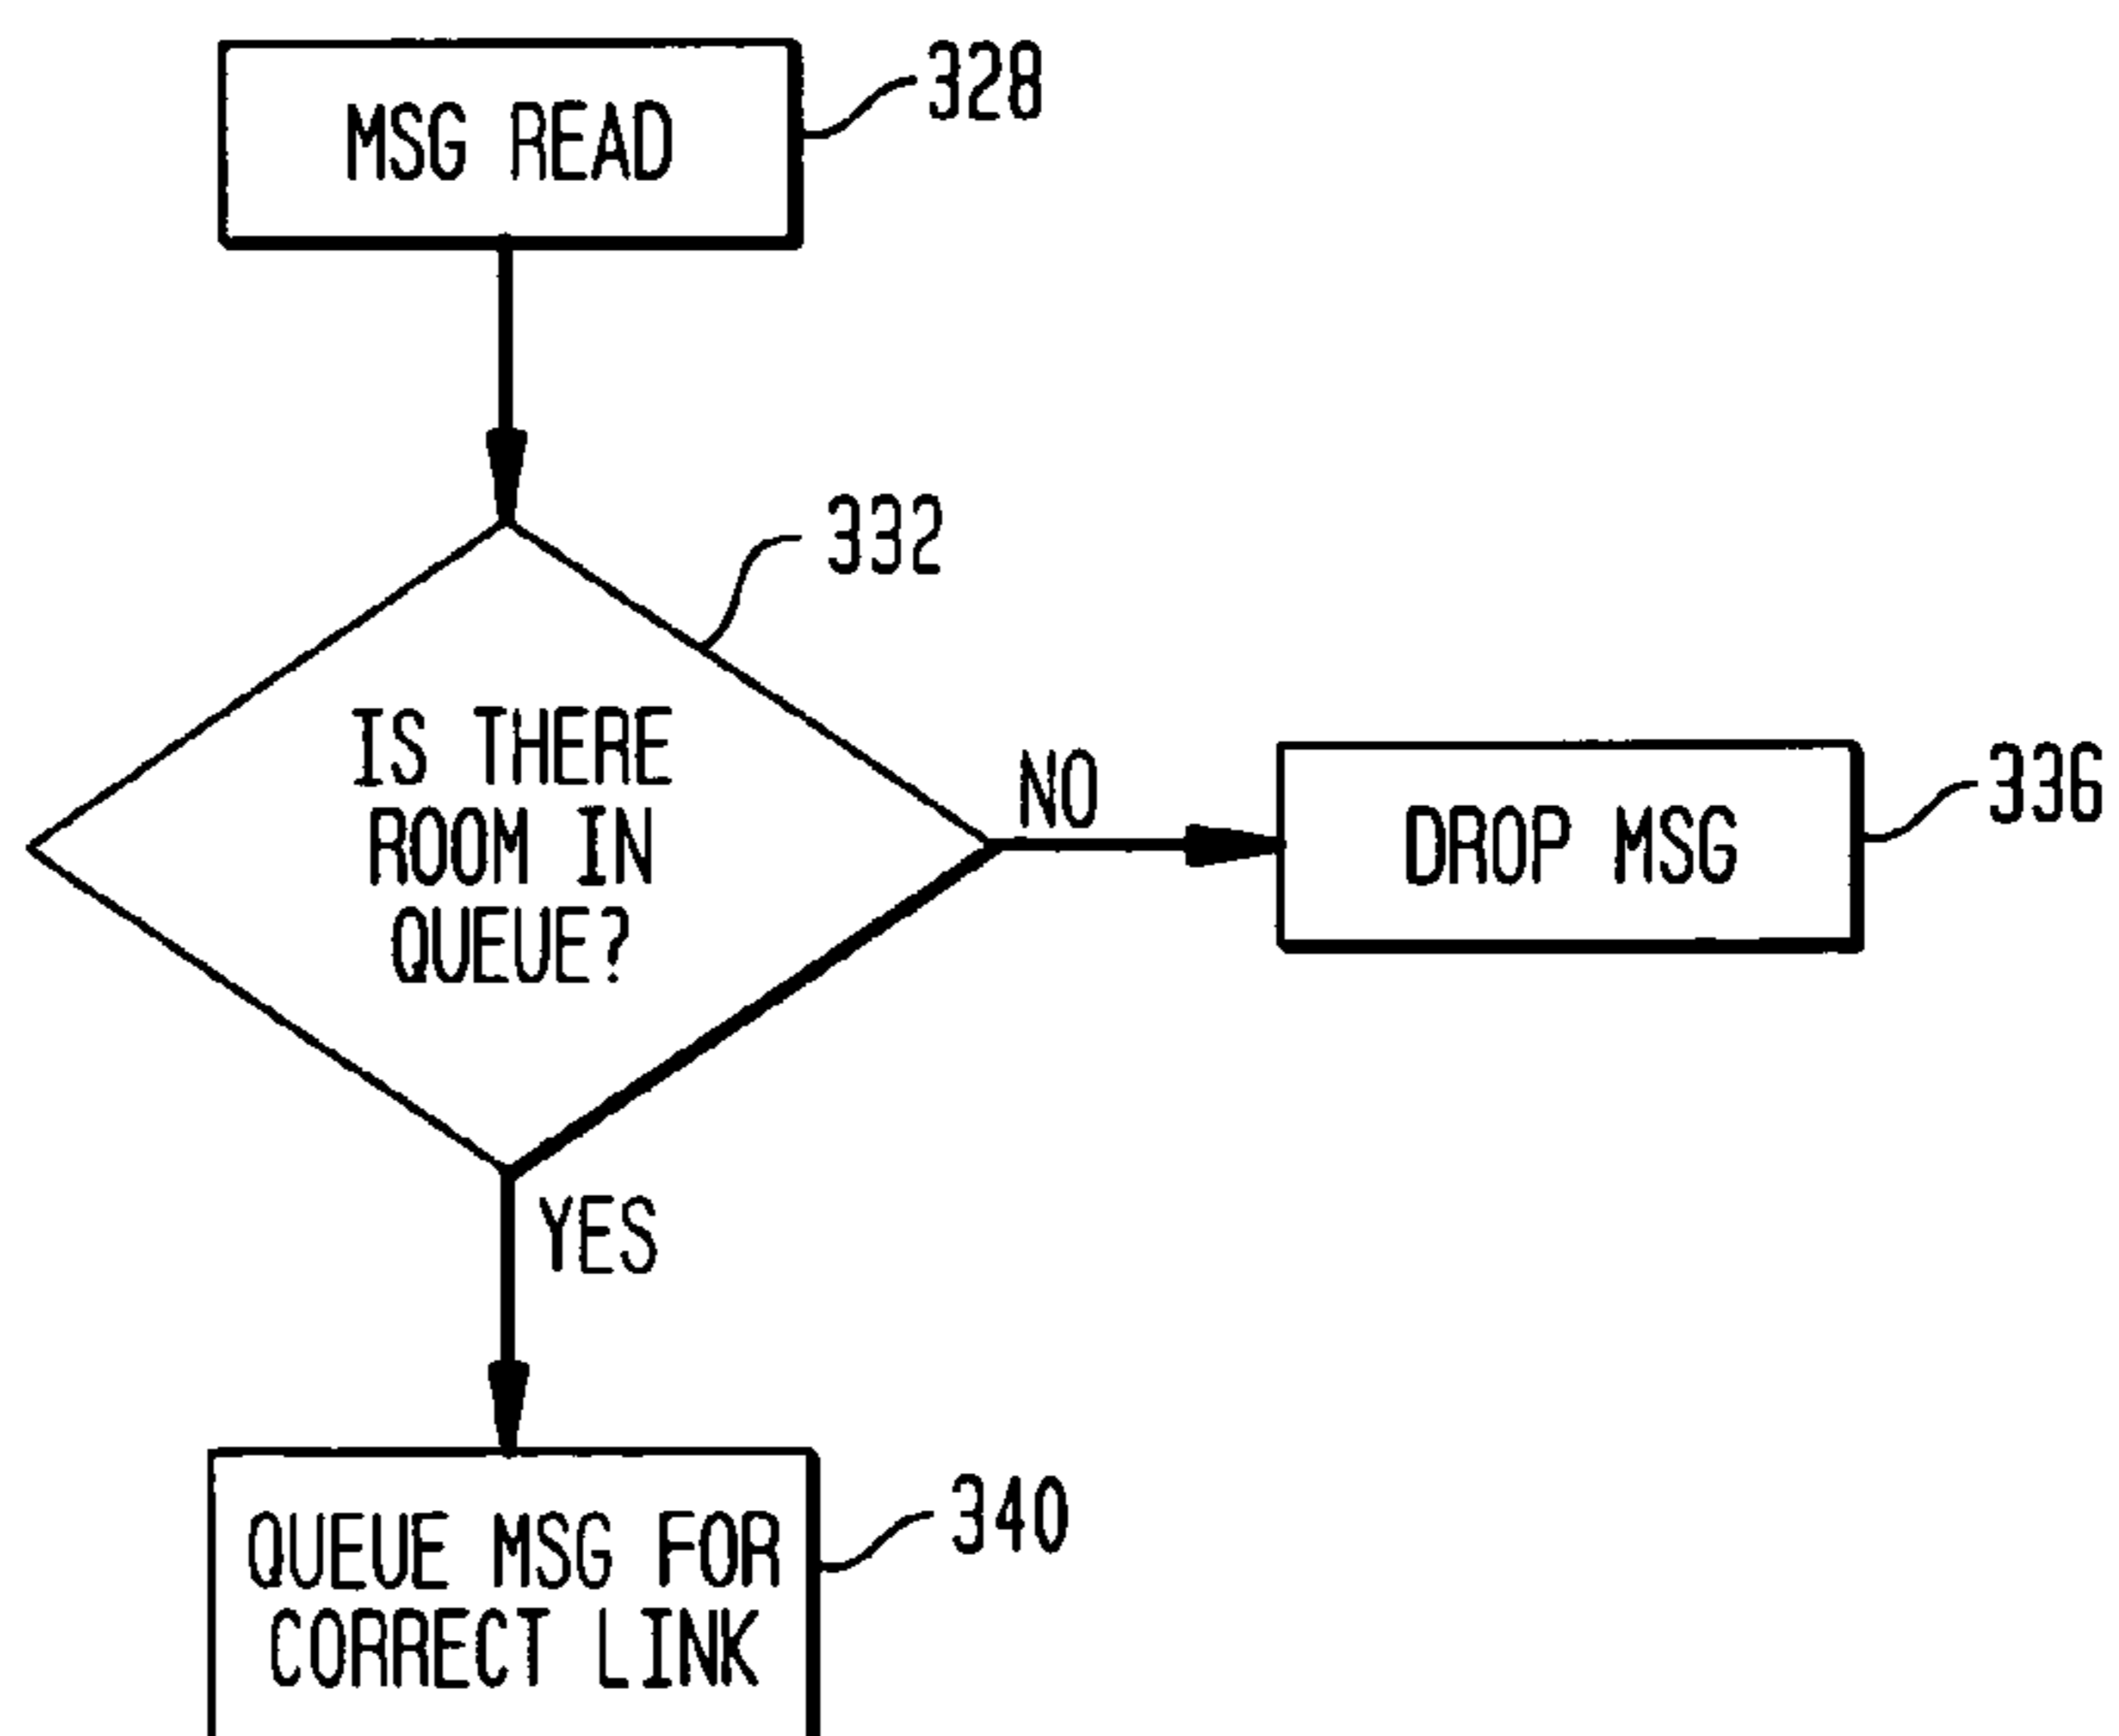 MSG READ
328
332
IS THERE
ROOM IN
QUEUE?
NO
DROP MSG
336
YES
QUEUE MSG FOR
CORRECT LINK
340